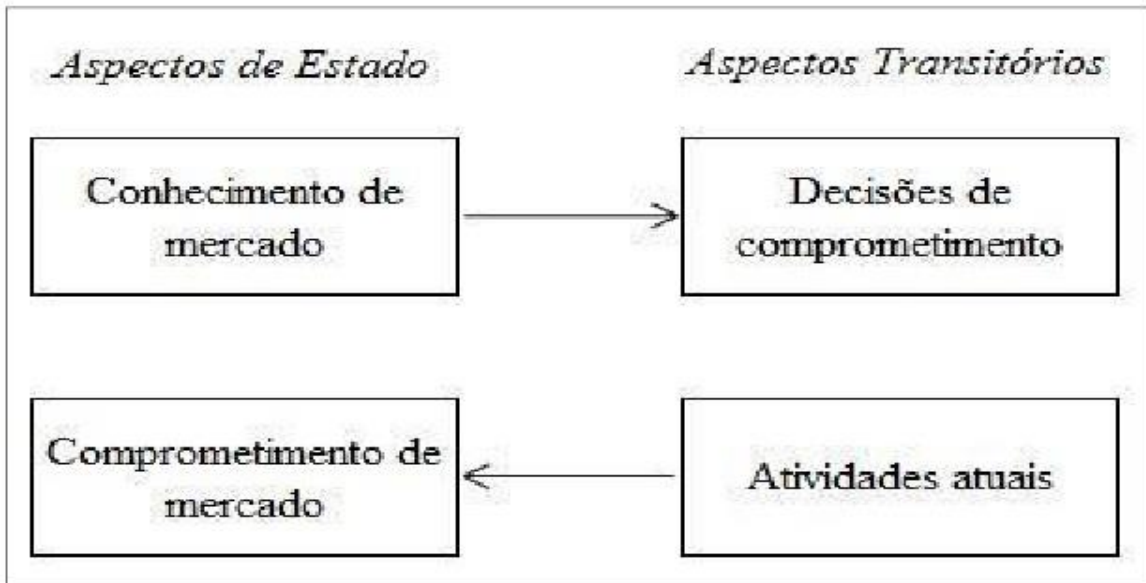 Aspectos de Estado
Aspectos Transitórios
Conhecimento de
mercado
Decisões de
comprometimento
Comprometimento de
mercado
Atividades atuais